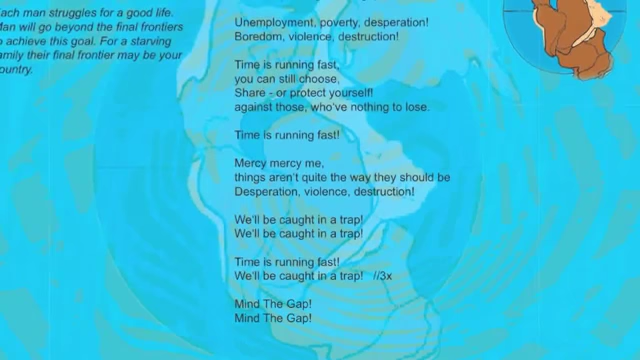 ach man struggles for a good life.
an will go beyond the final frontiers
o achieve this goal. For a starving
amily their final frontier may be your
ountry.
Unemployment, poverty, desperation!
Boredom, violence, destruction!
Time is running fast,
you can still choose,
Share - or protect yourself!
against those, who've nothing to lose.
Time is running fast!
Mercy mercy me,
things aren't quite the way they should be
Desperation, violence, destruction!
We'll be caught in a trap!
We'll be caught in a trap!
Time is running fast!
We'll be caught in a trap! //3x
Mind The Gap!
Mind The Gap!